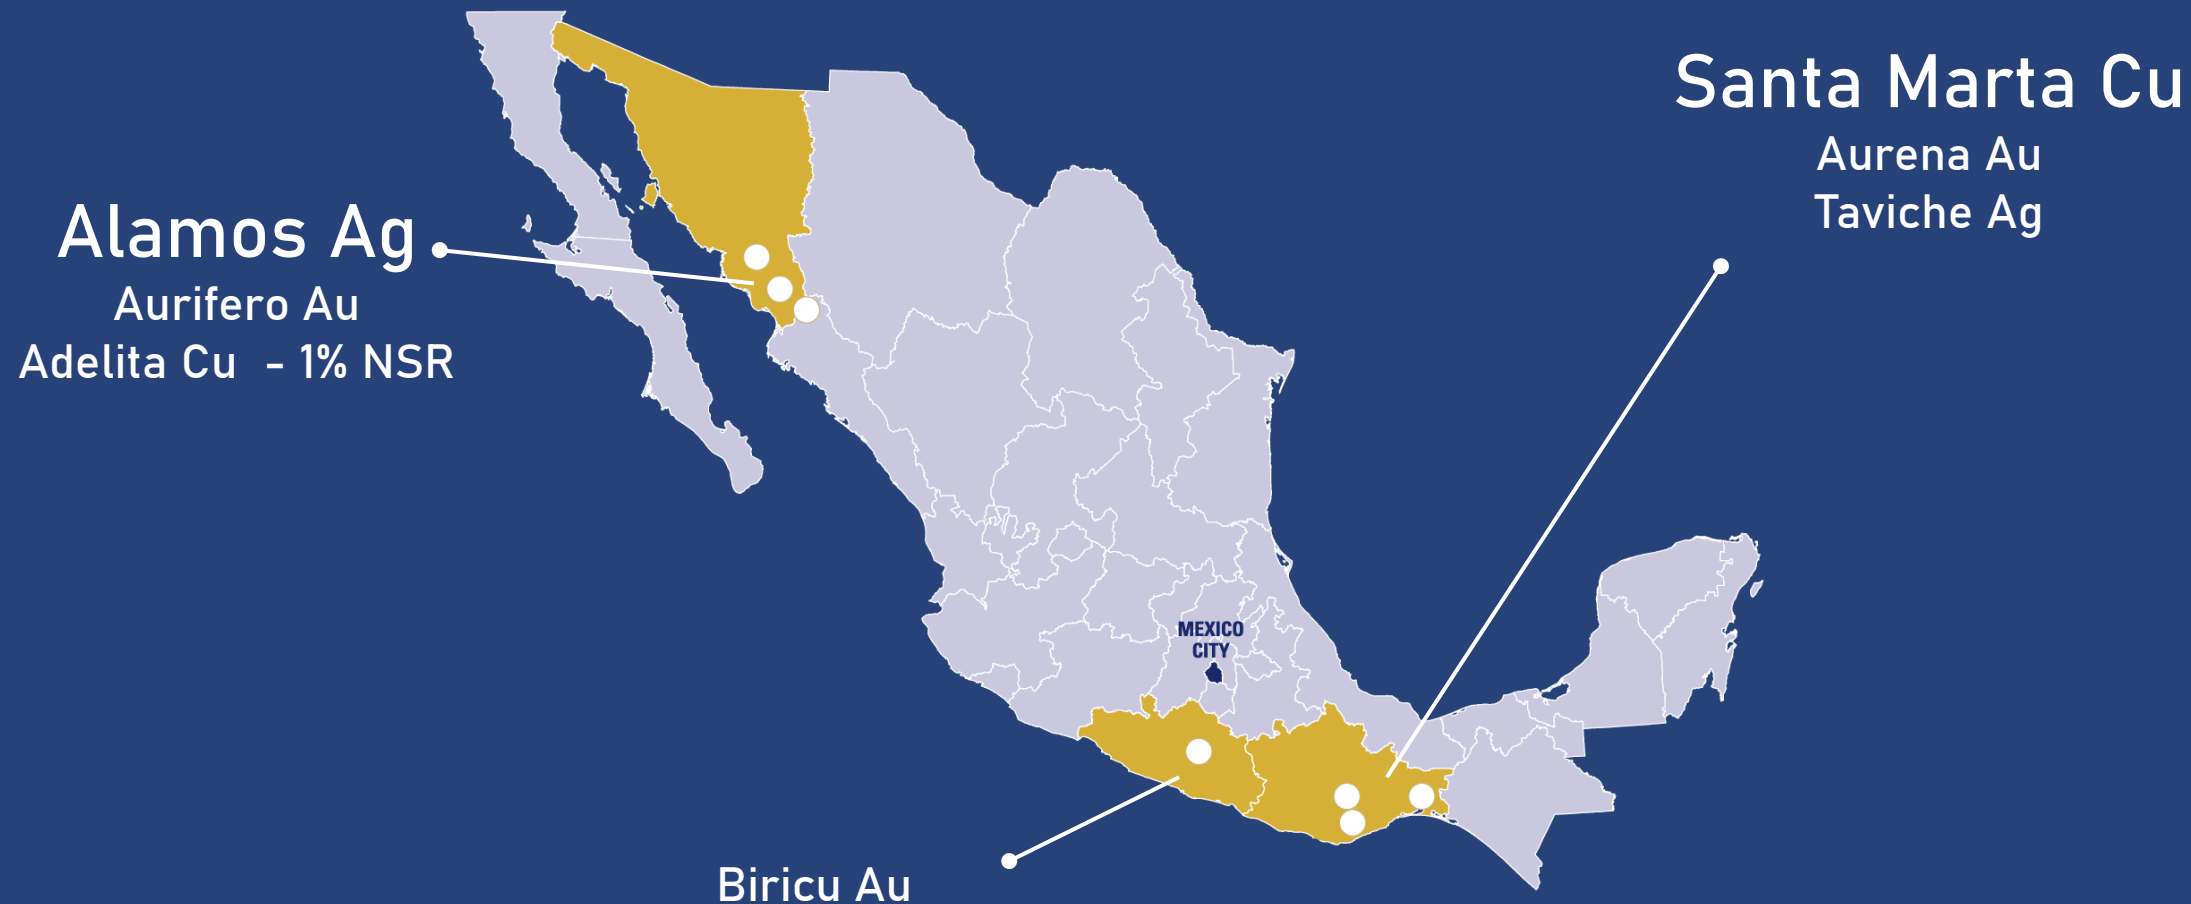 Santa Marta Cu
Aurena Au
Taviche Ag
Alamos Ag
Aurifero Au
Adelita Cu - 1% NSR
MEXICO
CITY
Biricu Au